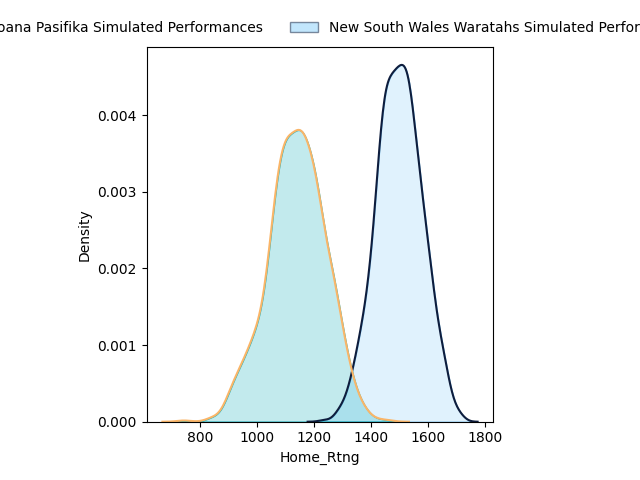 oana Pasifika Simulated Performances New South Wales Waratahs Simulated Perfor
0.004
0.003
0.002
0.001
0.000
Density
800 1000 1200 1400 1600 1800
Home_Rtng